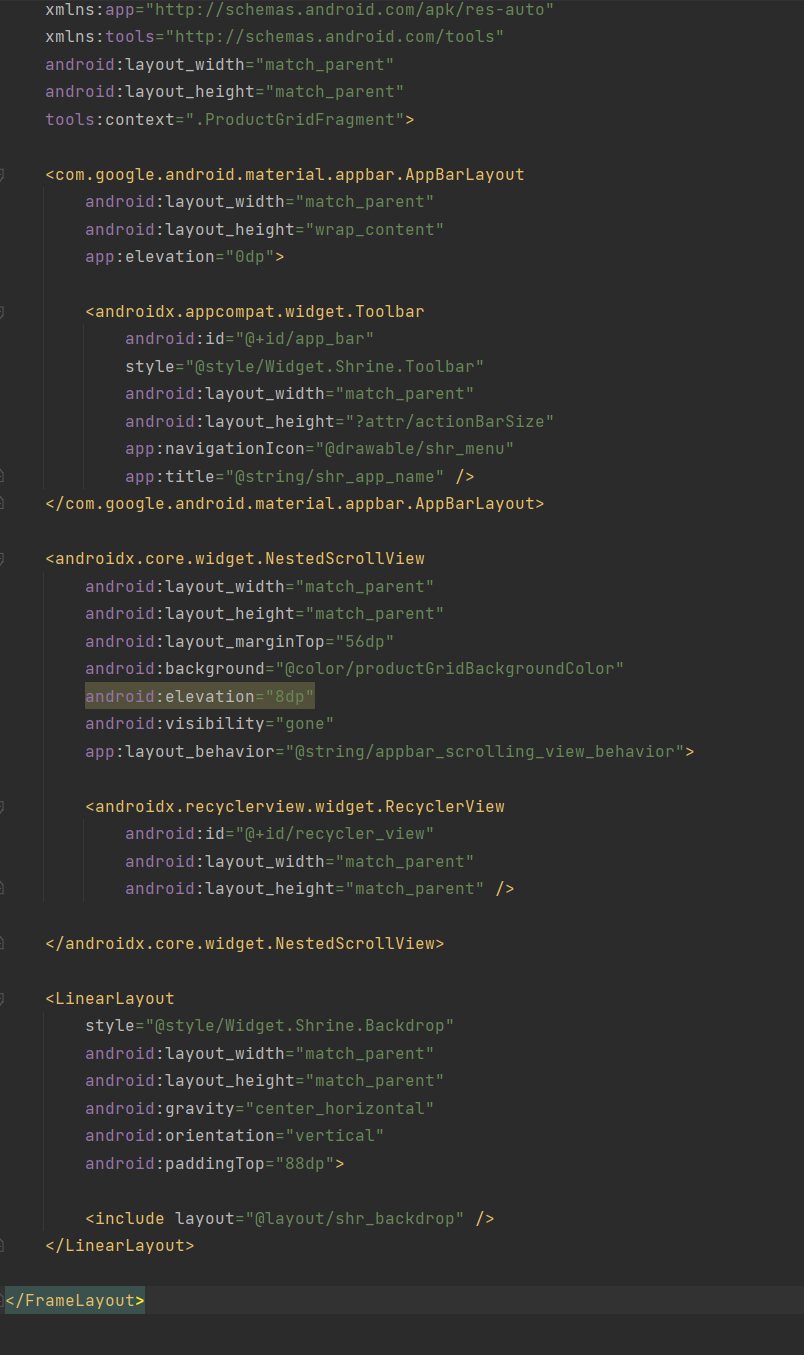 xmlns:app="http://schemas.android.com/apk/res-auto"
xmlns:tools="http://schemas.android.com/tools"
android:layout_width="match_parent"
android:layout_height="match_parent"
tools:context=".ProductGridFragment">
<com.google.android.material.appbar.AppBarLayout
android:layout_width="match_parent"
android:layout_height="wrap_content"
app:elevation="0dp">
<androidx.appcompat.widget.Toolbar
android:id="@+id/app_bar"
style="@style/Widget.Shrine.Toolbar"
android:layout_width="match_parent"
android:layout_height="?attr/actionBarSize"
app:navigationIcon="@drawable/shr_menu"
app:title="@string/shr_app_name" />
</com.google.android.material.appbar.AppBarLayout>
<androidx.core.widget.NestedScrollView
android:layout_width="match_parent"
android:layout_height="match_parent"
android:layout_marginTop="56dp"
android:background="@color/productGridBackgroundColor"
android:elevation="8dp"
android:visibility="gone"
app:layout_behavior="@string/appbar_scrolling_view_behavior">
<androidx.recyclerview.widget.RecyclerView
android:id="@+id/recycler_view"
android:layout_width="match_parent"
android:layout_height="match_parent" />
</androidx.core.widget.NestedScrollView>
<LinearLayout
style="@style/Widget.Shrine.Backdrop"
android:layout_width="match_parent"
android:layout_height="match_parent"
android:gravity="center_horizontal"
android:orientation="vertical"
android:paddingTop="88dp">
<include layout="@layout/shr_backdrop" />
</LinearLayout>
</FrameLayout>